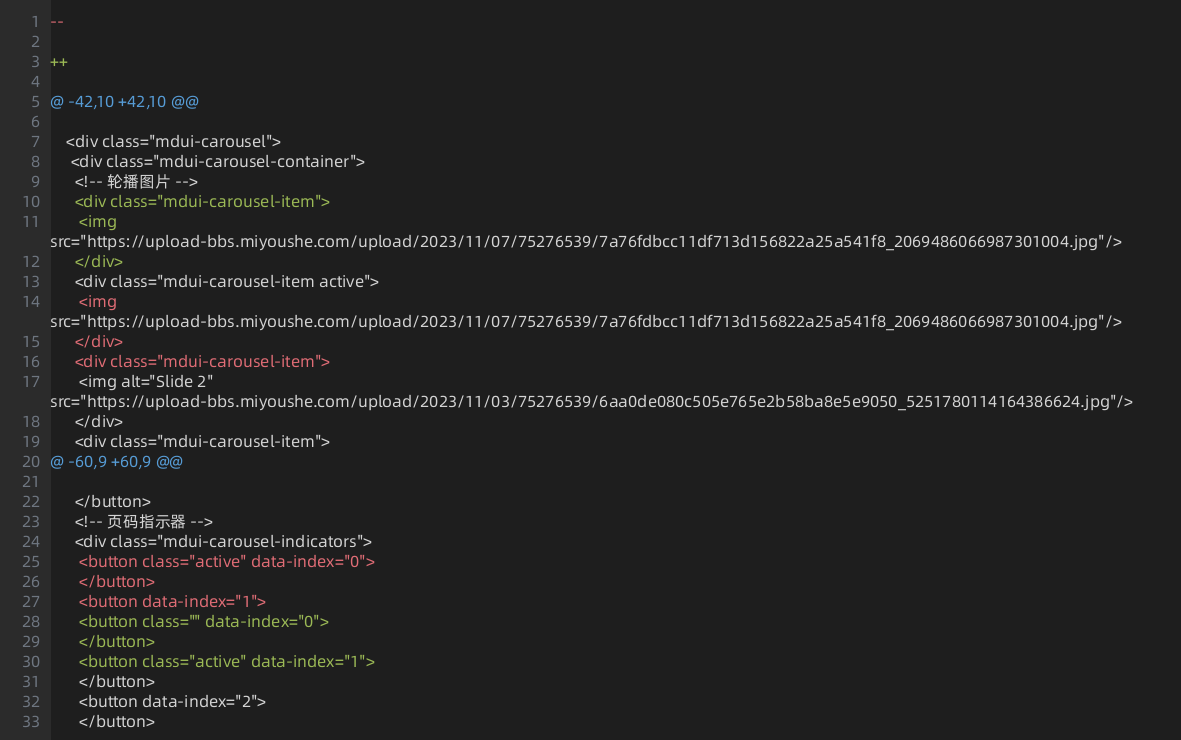 1 --
2
3 ++
4
5 @ -42,10 +42,10 @@
6
7 <div class="mdui-carousel">
8 <div class="mdui-carousel-container">
9 <!-- 轮播图片 -->
10 <div class="mdui-carousel-item">
11 <img
src="https://upload-bbs.miyoushe.com/upload/2023/11/07/75276539/7a76fdbcc11df713d156822a25a541f8_2069486066987301004.jpg"/>
12 </div>
13 <div class="mdui-carousel-item active">
14 <img
src="https://upload-bbs.miyoushe.com/upload/2023/11/07/75276539/7a76fdbcc11df713d156822a25a541f8_2069486066987301004.jpg"/>
15 </div>
16 <div class="mdui-carousel-item">
17 <img alt="Slide 2"
src="https://upload-bbs.miyoushe.com/upload/2023/11/03/75276539/6aa0de080c505e765e2b58ba8e5e9050_5251780114164386624.jpg"/>
18 </div>
19 <div class="mdui-carousel-item">
20 @ -60,9 +60,9 @@
21
22 </button>
23 <!-- 页码指示器 -->
24 <div class="mdui-carousel-indicators">
25 <button class="active" data-index="0">
26 </button>
27 <button data-index="1">
28 <button class="" data-index="0">
29 </button>
30 <button class="active" data-index="1">
31 </button>
32 <button data-index="2">
33 </button>